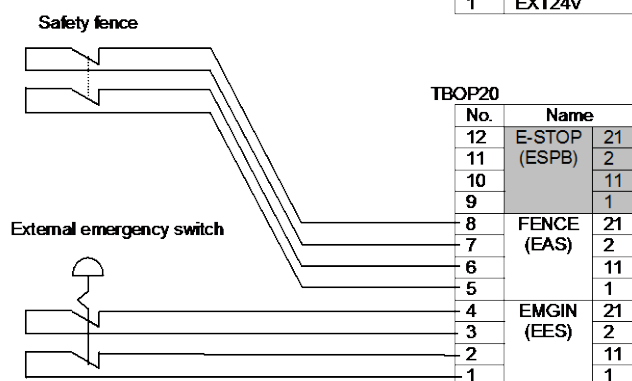 1 EXT24V
Safety fence
TBOP20
No. Name
12 E-STOP 21
11 (ESPB) 2
10 11
9 1
8 FENCE 21
External emergency switch
7 (EAS) 2
6 11
5 1
4 EMGIN 21
3 (EES) 2
2 11
1 1